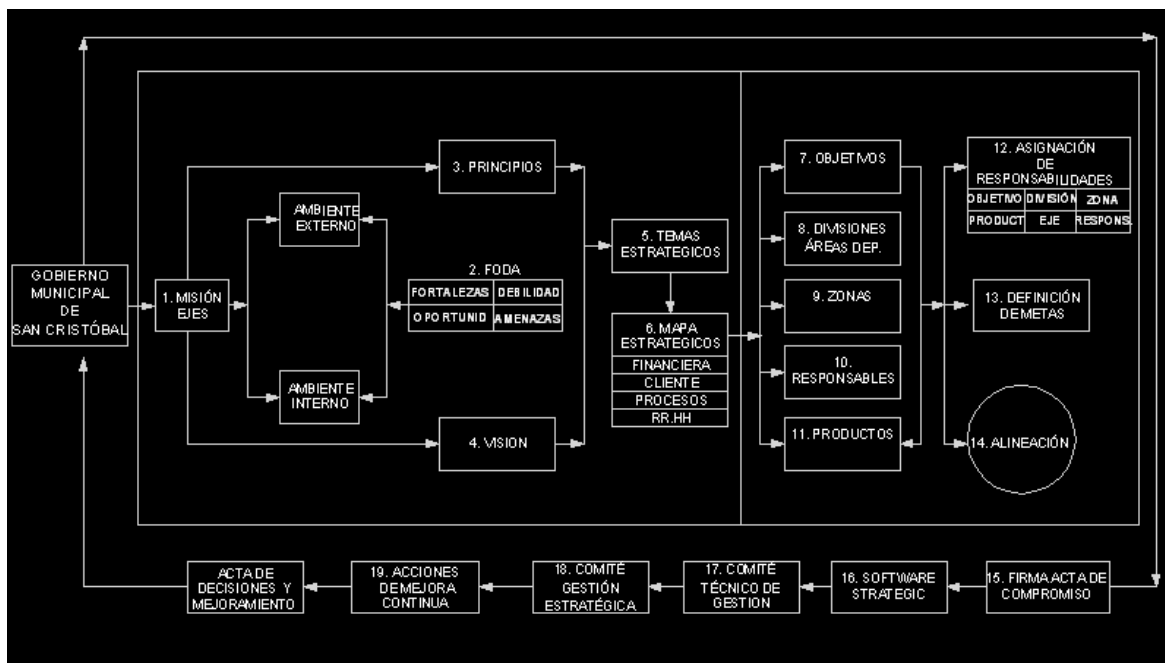 GOBIERNO
MUNICIPAL
DE
SAN CRISTÓBAL
1. MISIÓN
EJES
AMBIENTE
EXTERNO
AMBIENTE
INTERNO
2. FODA
FORTALEZAS DEBILIDAD
OPORTUNID AMENAZAS
3. PRINCIPIOS
4. VISION
5. TEMAS
ESTRATEGICOS
6. MAPA
ESTRATEGICOS
FINANCIERA
CLIENTE
PROCESOS
RR.HH
7. OBJETIVOS
8. DIVISIONES
ÁREAS DEP.
9. ZONAS
10.
RESPONSABLES
11. PRODUCTOS
12. ASIGNACIÓN
DE
RESPONSABILIDADES
OBJETIVO DIVISIÓN ZONA
PRODUCT EJE RESPONS.
13. DEFINICIÓN
DE METAS
14. ALINEACIÓN
15. FIRMA ACTA DE
COMPROMISO
16. SOFTWARE
STRATEGIC
17. COMITÉ
TÉCNICO DE
GESTION
18. COMITÉ
GESTIÓN
ESTRATÉGICA
19. ACCIONES
DE MEJORA
CONTINUA
ACTA DE
DECISIONES Y
MEJORAMIENTO